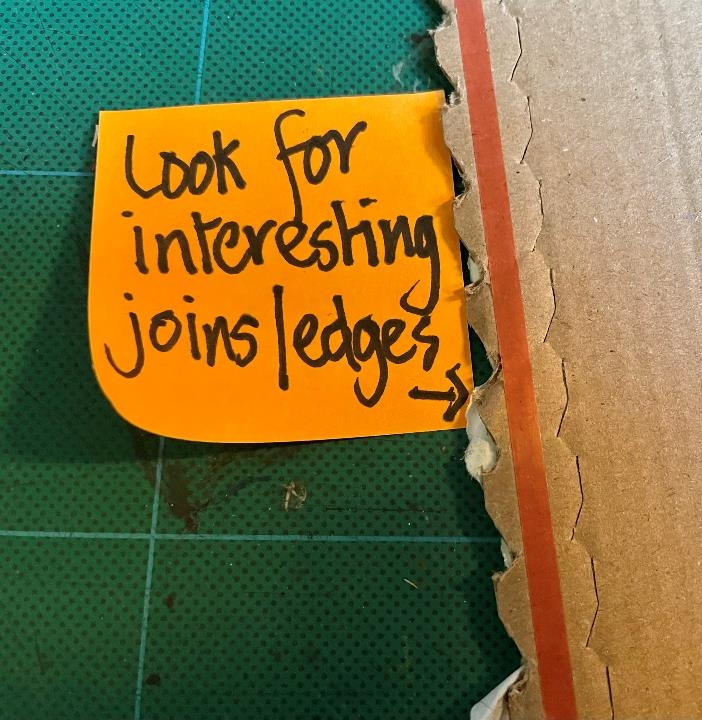 Look for
interesting
joins/edges
→